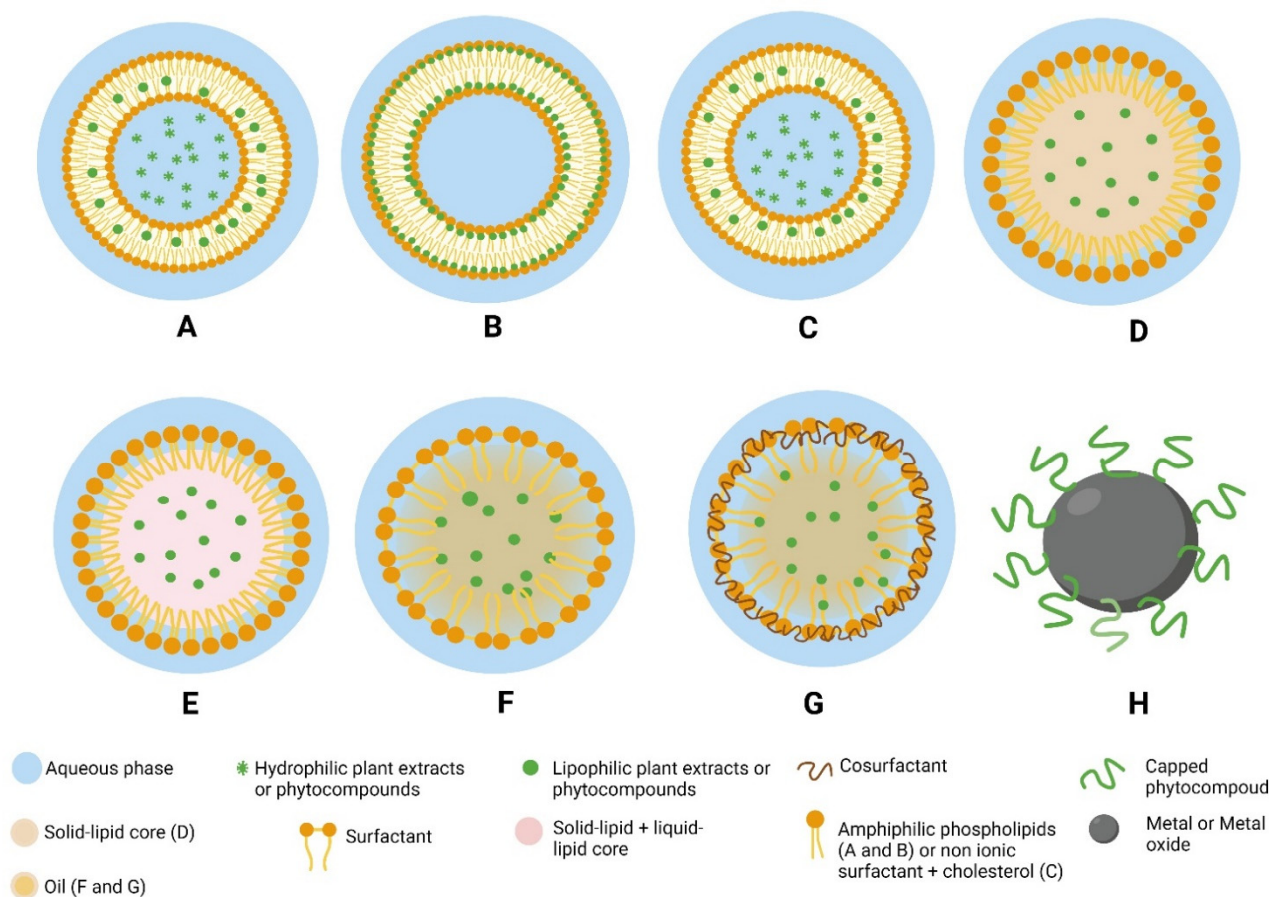 A
B
C
D
E
F
G
H
Aqueous phase
Hydrophilic plant extracts
or phytocompounds
Lipophilic plant extracts or
phytocompounds
Cosurfactant
Capped
phytocompoud
Solid-lipid core (D)
Surfactant
Solid-lipid + liquid-
lipid core
Amphiphilic phospholipids
(A and B) or non ionic
surfactant + cholesterol (C)
Metal or Metal
oxide
Oil (F and G)